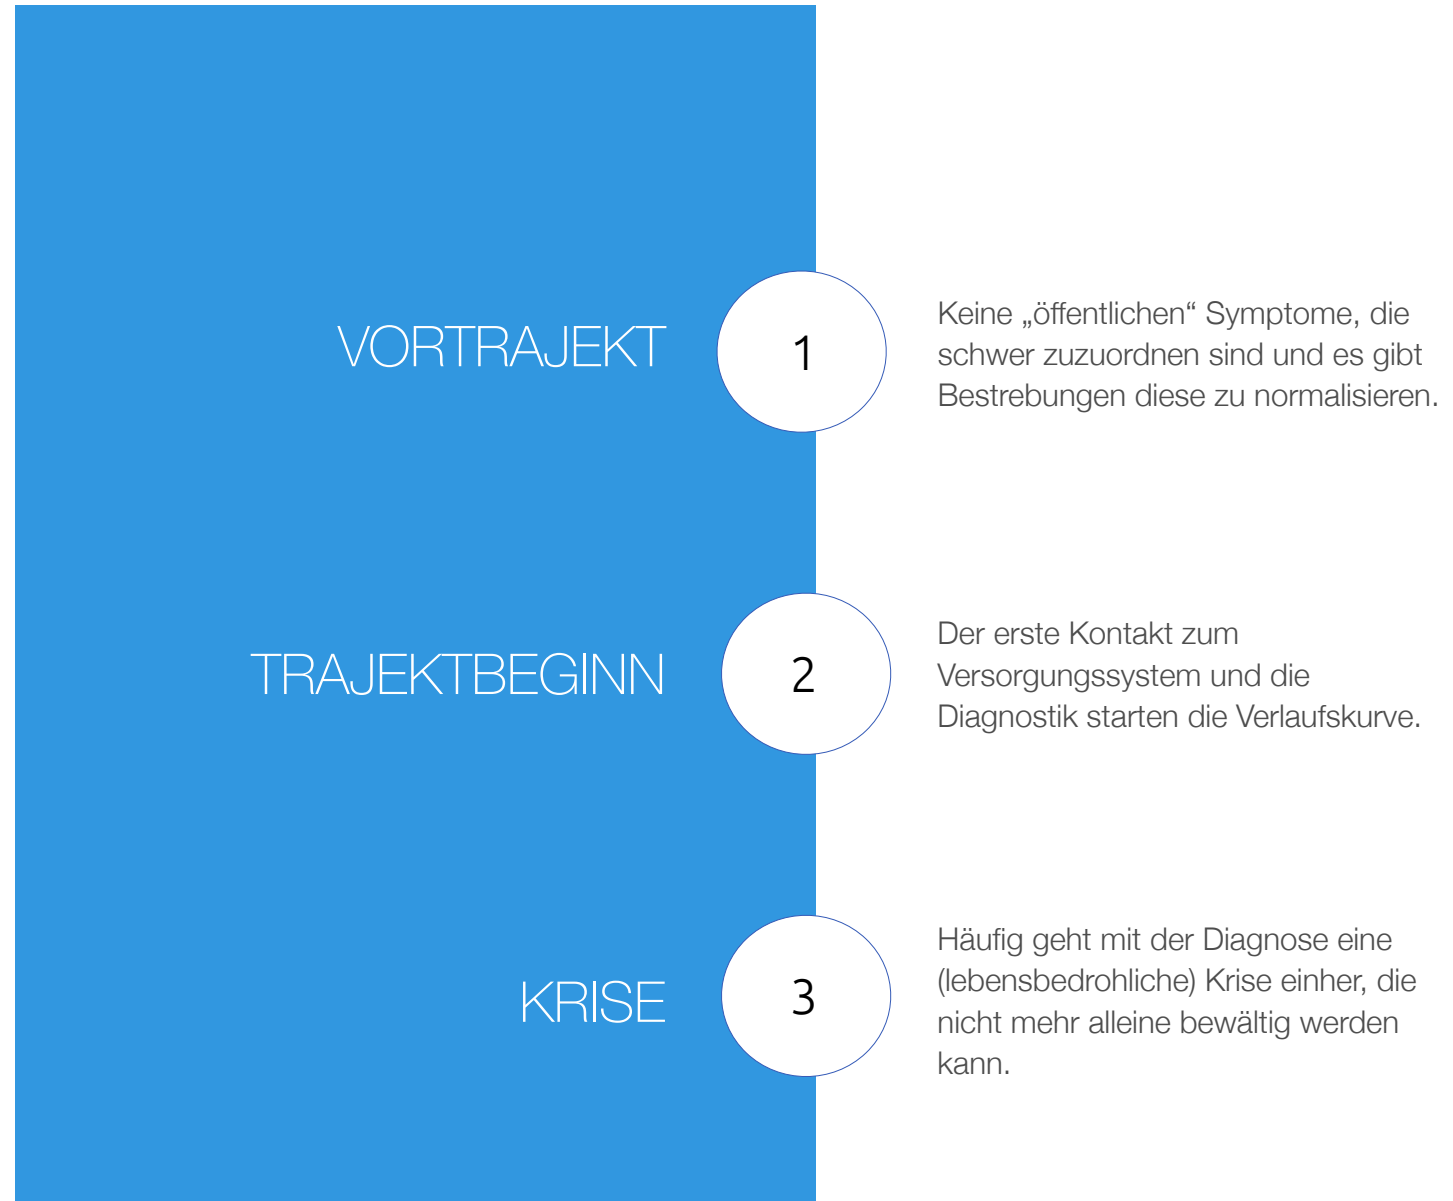 VORTRAJEKT
1
Keine „öffentlichen“ Symptome, die
schwer zuzuordnen sind und es gibt
Bestrebungen diese zu normalisieren.
TRAJEKTBEGINN
2
Der erste Kontakt zum
Versorgungssystem und die
Diagnostik starten die Verlaufskurve.
KRISE
3
Häufig geht mit der Diagnose eine
(lebensbedrohliche) Krise einher, die
nicht mehr alleine bewältig werden
kann.